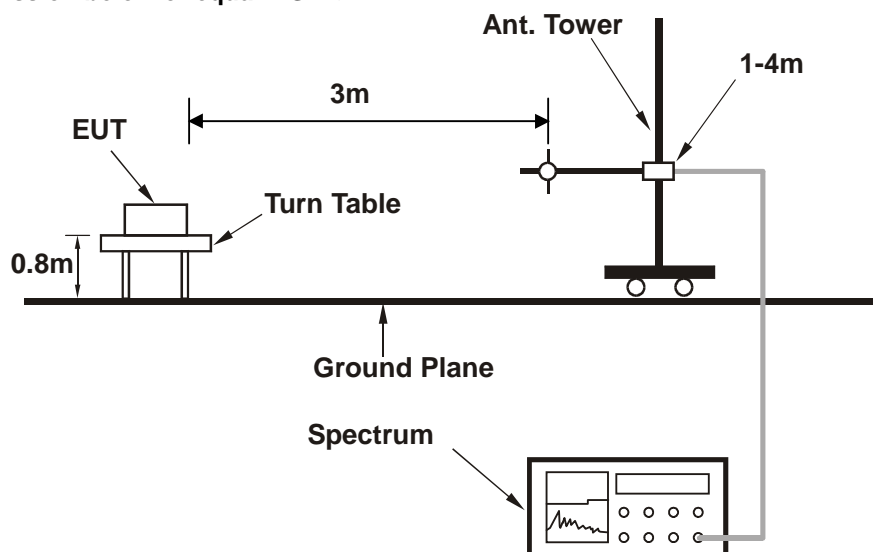 Ant. Tower
1-4m
3m
EUT
Turn Table
0.8m
Ground Plane
Spectrum